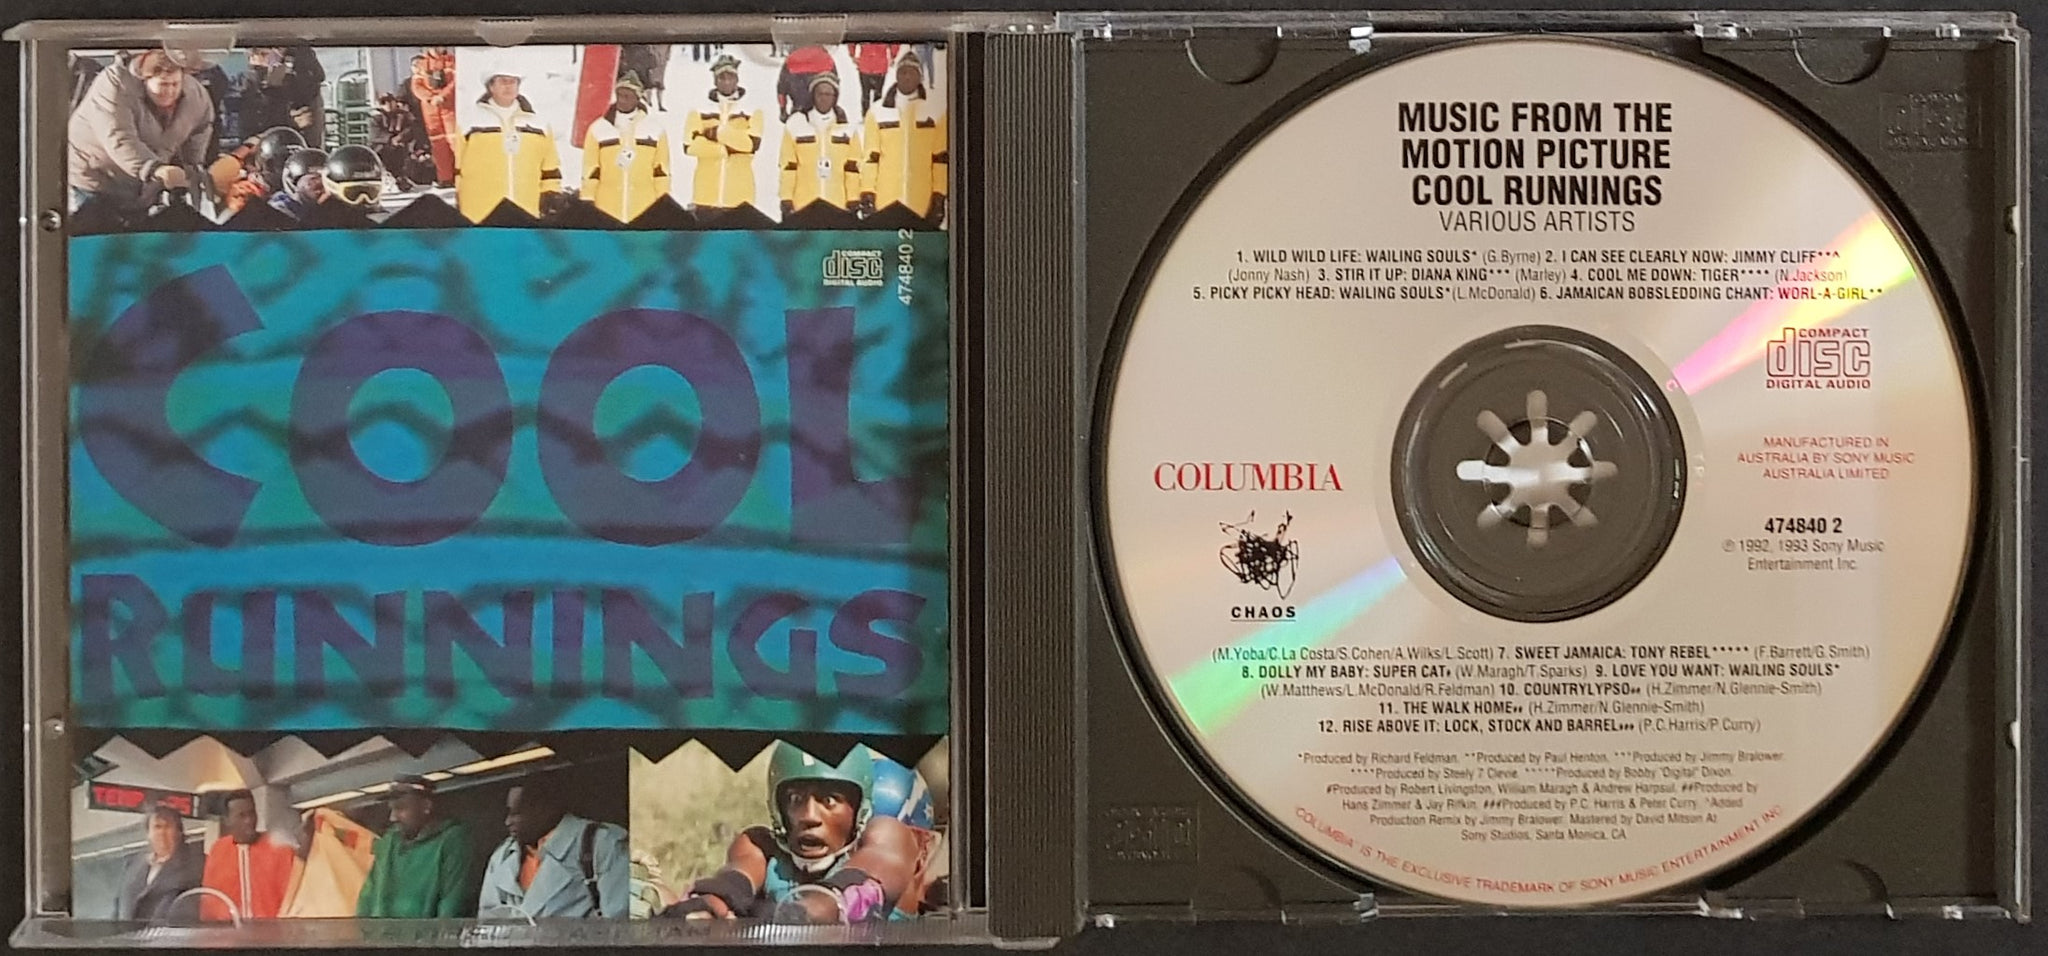 COMPACT
disc
DIGITAL AUDIO
474840 2
COOL
RUNNINGS
TEMP -25
MUSIC FROM THE
MOTION PICTURE
COOL RUNNINGS
VARIOUS ARTISTS
1. WILD WILD LIFE: WAILING SOULS* (G.Byrne) 2. I CAN SEE CLEARLY NOW: JIMMY CLIFF**^
(Jonny Nash) 3. STIR IT UP: DIANA KING*** (Marley) 4. COOL ME DOWN: TIGER**** (N.Jackson)
5. PICKY PICKY HEAD: WAILING SOULS*(L.McDonald) 6. JAMAICAN BOBSLEDDING CHANT: WORL-A-GIRL**
COMPACT
disc
DIGITAL AUDIO
MANUFACTURED IN
AUSTRALIA BY SONY MUSIC
AUSTRALIA LIMITED
COLUMBIA
CHAOS
474840 2
℗ 1992, 1993 Sony Music
Entertainment Inc.
(M.Yoba/C.La Costa/S.Cohen/A.Wilks/L.Scott) 7. SWEET JAMAICA: TONY REBEL***** (F.Barrett/G.Smith)
8. DOLLY MY BABY: SUPER CAT# (W.Maragh/T.Sparks) 9. LOVE YOU WANT: WAILING SOULS*
(W.Matthews/L.McDonald/R.Feldman) 10. COUNTRYLYPSO## (H.Zimmer/N.Glennie-Smith)
11. THE WALK HOME## (H.Zimmer/N.Glennie-Smith)
12. RISE ABOVE IT: LOCK, STOCK AND BARREL### (P.C.Harris/P.Curry)
*Produced by Richard Feldman. **Produced by Paul Henton. ***Produced by Jimmy Bralower.
****Produced by Steely 7 Clevie. *****Produced by Bobby "Digital" Dixon.
#Produced by Robert Livingston, William Maragh & Andrew Harpsul. ##Produced by
Hans Zimmer & Jay Rifkin. ###Produced by P.C. Harris & Peter Curry. ^Added
Production Remix by Jimmy Bralower. Mastered by David Mitson At
Sony Studios, Santa Monica, CA
"COLUMBIA" IS THE EXCLUSIVE TRADEMARK OF SONY MUSIC ENTERTAINMENT INC.